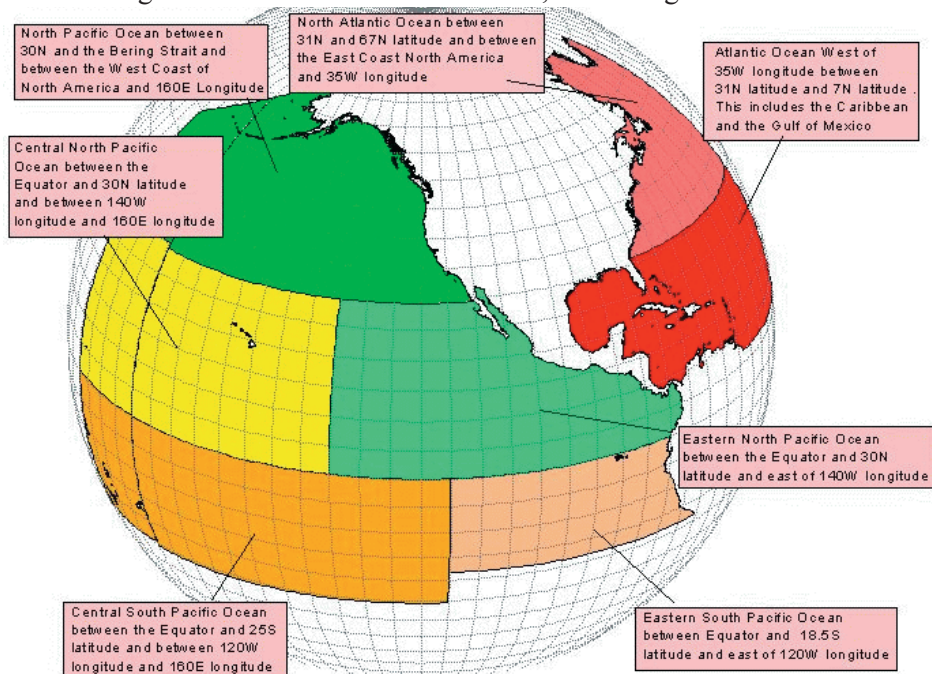 North Pacific Ocean between
30N and the Bering Strait and
between the West Coast of
North America and 160E Longitude
North Atlantic Ocean between
31N and 67N latitude and between
the East Coast North America
and 35W longitude
Atlantic Ocean West of
35W longitude between
31N latitude and 7N latitude .
This includes the Caribbean
and the Gulf of Mexico
Central North Pacific
Ocean between the
Equator and 30N latitude
and between 140W
longitude and 160E longitude
Eastern North Pacific Ocean
between the Equator and 30N
latitude and east of 140W longitude
Central South Pacific Ocean
between the Equator and 25S
latitude and between 120W
longitude and 160E longitude
Eastern South Pacific Ocean
between Equator and 18.5S
latitude and east of 120W longitude